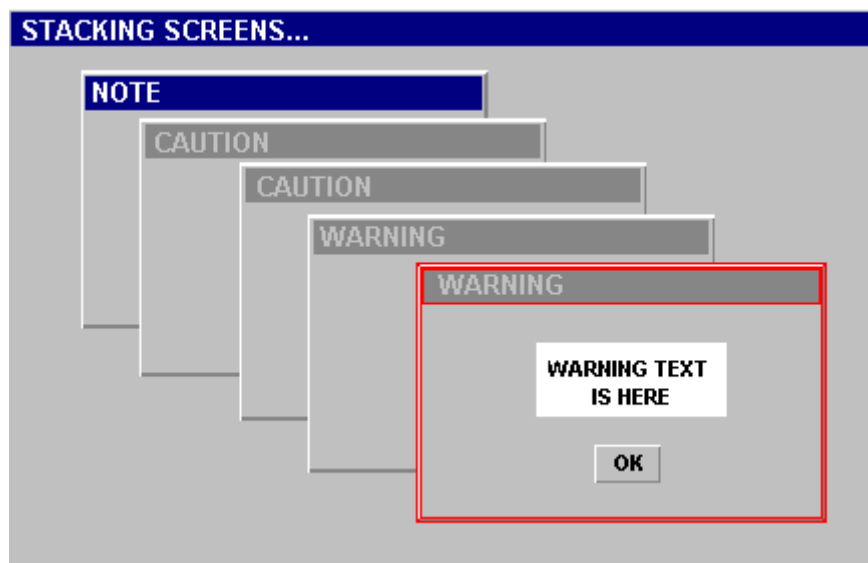 STACKING SCREENS...
NOTE
CAUTION
CAUTION
WARNING
WARNING
WARNING TEXT
IS HERE
OK